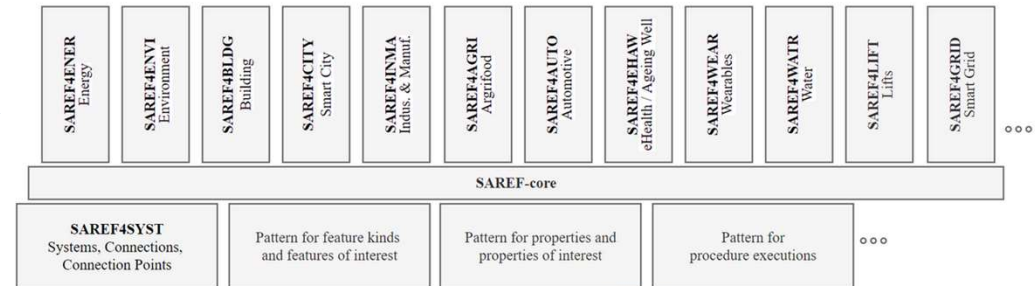 SAREF4ENER
Energy
SAREF4ENVI
Environment
SAREF4BLDG
Building
SAREF4CITY
Smart City
SAREF4INMA
Indus. & Manuf.
SAREF4AGRI
Argrifood
SAREF4AUTO
Automotive
SAREF4EHAW
eHealth / Ageing Well
SAREF4WEAR
Wearables
SAREF4WATR
Water
SAREF4LIFT
Lifts
SAREF4GRID
Smart Grid
SAREF-core
SAREF4SYST
Systems, Connections,
Connection Points
Pattern for feature kinds
and features of interest
Pattern for properties and
properties of interest
Pattern for
procedure executions